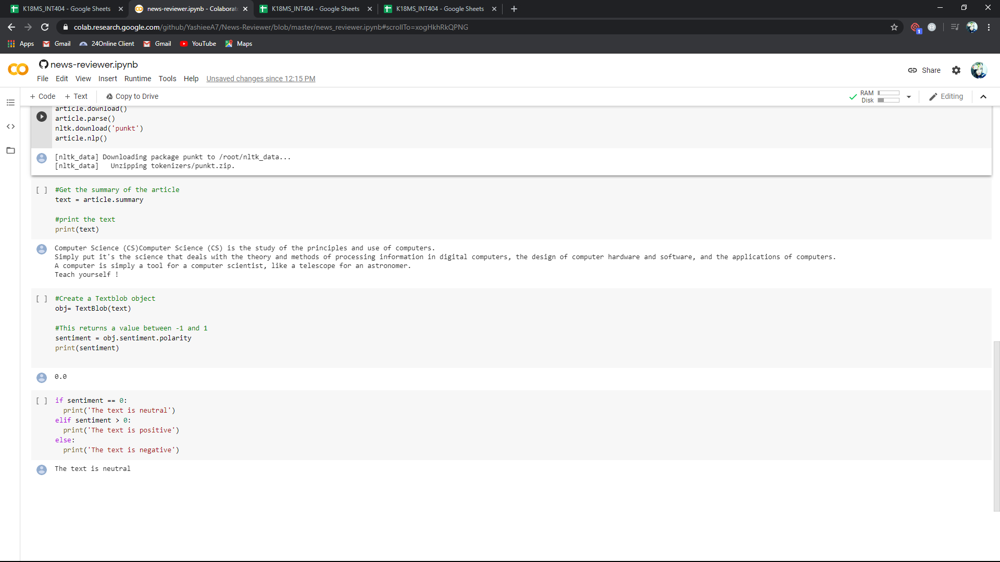 K18MS_INT404 - Google Sheets
news-reviewer.ipynb - Colaborat
K18MS_INT404 - Google Sheets
K18MS_INT404 - Google Sheets
colab.research.google.com/github/YashieeA7/News-Reviewer/blob/master/news_reviewer.ipynb#scrollTo=xogHkhRkQPNG
1
Apps
Gmail
24Online Client
Gmail
YouTube
Maps
news-reviewer.ipynb
File Edit View Insert Runtime Tools Help Unsaved changes since 12:15 PM
Share
+ Code + Text Copy to Drive
RAM
Disk
Editing
article.download()
article.parse()
nltk.download('punkt')
article.nlp()
[nltk_data] Downloading package punkt to /root/nltk_data...
[nltk_data]   Unzipping tokenizers/punkt.zip.
[ ] #Get the summary of the article
text = article.summary
#print the text
print(text)
Computer Science (CS)Computer Science (CS) is the study of the principles and use of computers.
Simply put it's the science that deals with the theory and methods of processing information in digital computers, the design of computer hardware and software, and the applications of computers.
A computer is simply a tool for a computer scientist, like a telescope for an astronomer.
Teach yourself !
[ ] #Create a Textblob object
obj= TextBlob(text)
#This returns a value between -1 and 1
sentiment = obj.sentiment.polarity
print(sentiment)
0.0
[ ] if sentiment == 0:
  print('The text is neutral')
elif sentiment > 0:
  print('The text is positive')
else:
  print('The text is negative')
The text is neutral